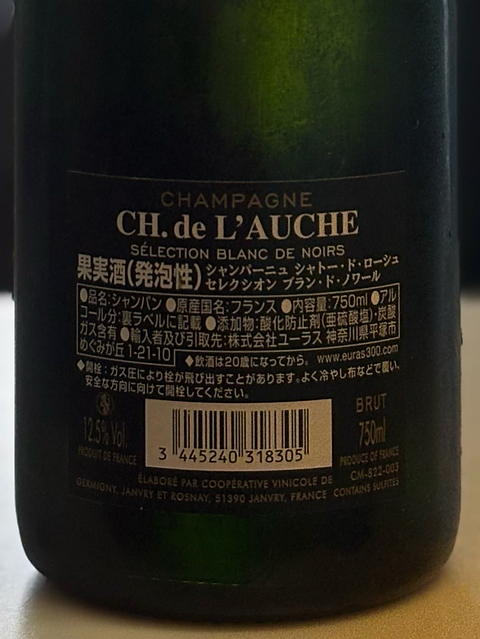 CHAMPAGNE
CH. de L'AUCHE
SÉLECTION BLANC DE NOIRS
果実酒(発泡性) シャンパーニュ シャトー・ド・ローシュ
セレクシオン ブラン・ド・ノワール
●品名:シャンパン ●原産国名:フランス ●内容量:750ml ●アル
コール分:裏ラベルに記載 ●添加物:酸化防止剤(亜硫酸塩)・炭酸
ガス含有 ●輸入者及び引取先:株式会社ユーラス 神奈川県平塚市
めぐみが丘1-21-10 ◆飲酒は20歳になってから。 www.euras300.com
◆開栓:ガス圧により栓が飛び出すことがあります。よく冷やし布などで覆い、
安全な方向に向けて開栓してください。
12.5% Vol.
PRODUIT DE FRANCE
3 445240 318305
BRUT
750ml
PRODUCE OF FRANCE
CM-822-003
ÉLABORÉ PAR COOPÉRATIVE VINICOLE DE
GERMIGNY, JANVRY ET ROSNAY, 51390 JANVRY, FRANCE CONTAINS SULFITES